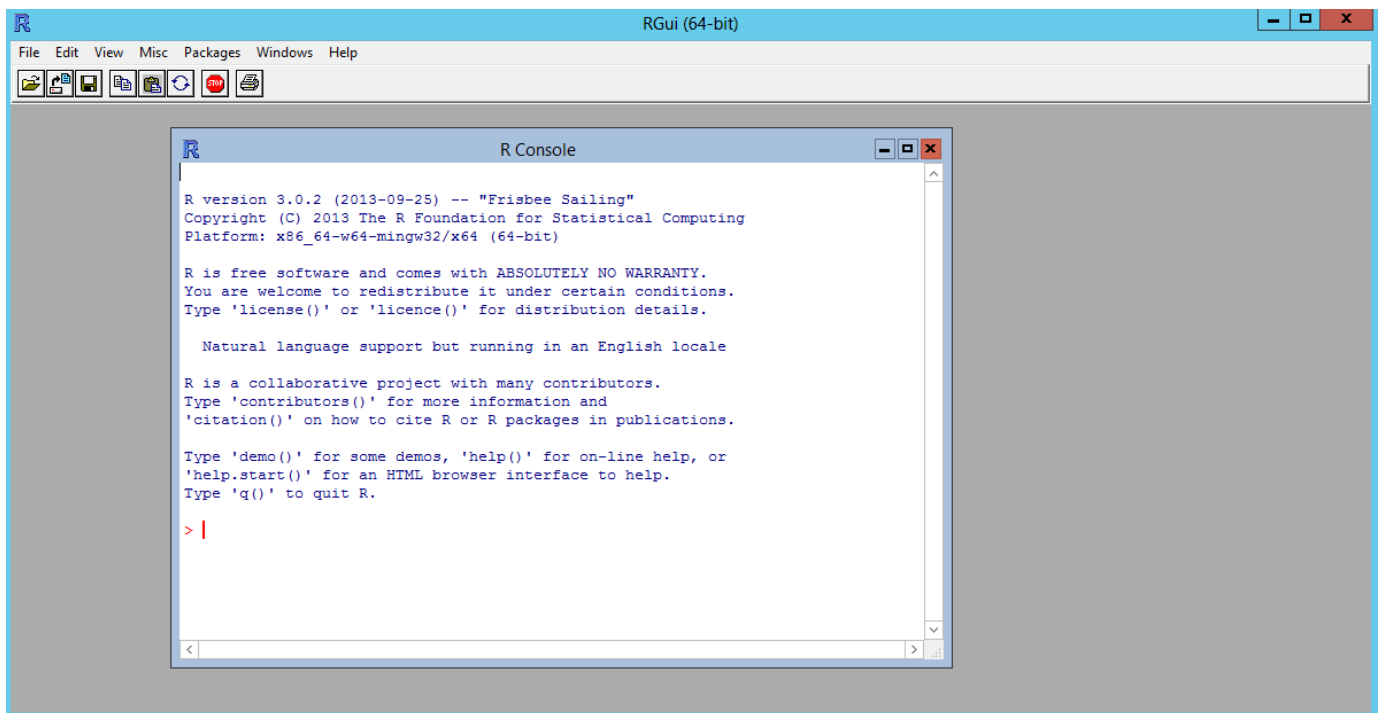 RGui (64-bit)
File Edit View Misc Packages Windows Help
STOP
R Console
R version 3.0.2 (2013-09-25) -- "Frisbee Sailing"
Copyright (C) 2013 The R Foundation for Statistical Computing
Platform: x86_64-w64-mingw32/x64 (64-bit)
R is free software and comes with ABSOLUTELY NO WARRANTY.
You are welcome to redistribute it under certain conditions.
Type 'license()' or 'licence()' for distribution details.
Natural language support but running in an English locale
R is a collaborative project with many contributors.
Type 'contributors()' for more information and
'citation()' on how to cite R or R packages in publications.
Type 'demo()' for some demos, 'help()' for on-line help, or
'help.start()' for an HTML browser interface to help.
Type 'q()' to quit R.
>